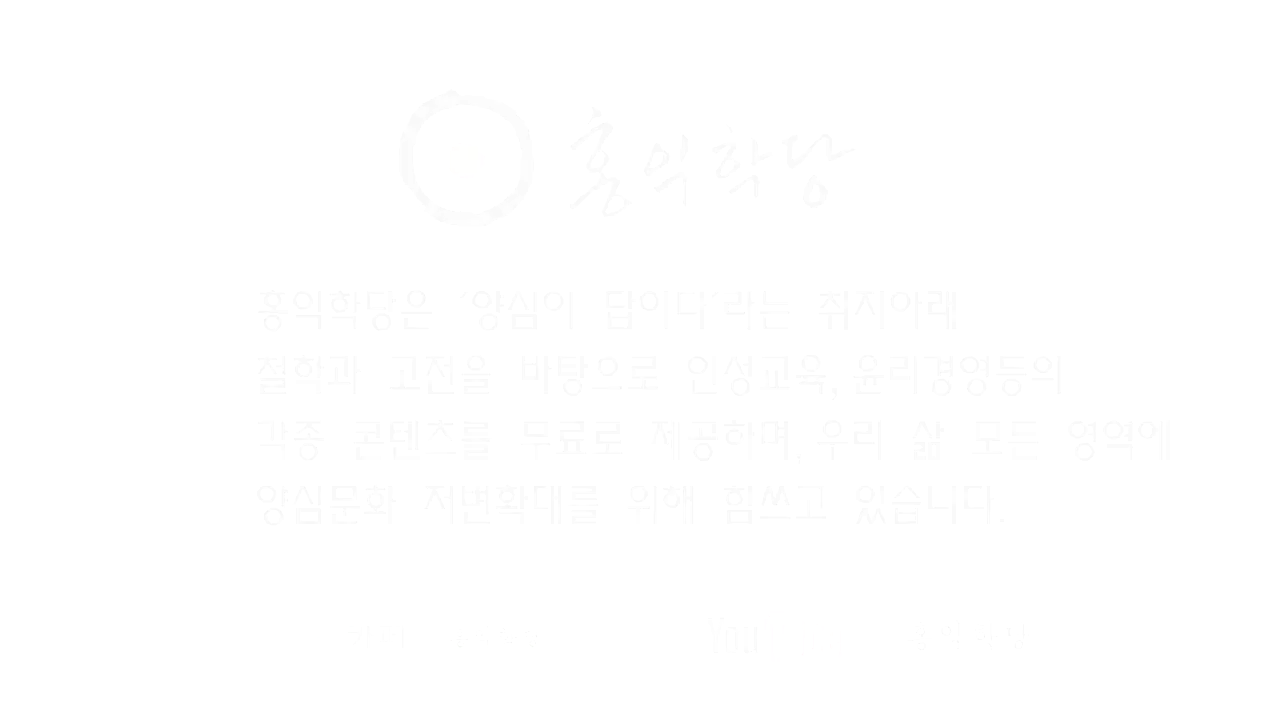 홍익학당
홍익학당은 '양심이 답이다'라는 취지아래
철학과 고전을 바탕으로 인성교육, 윤리경영등의
각종 콘텐츠를 무료로 제공하며, 우리 삶 모든 영역에
양심문화 저변확대를 위해 힘쓰고 있습니다.
You